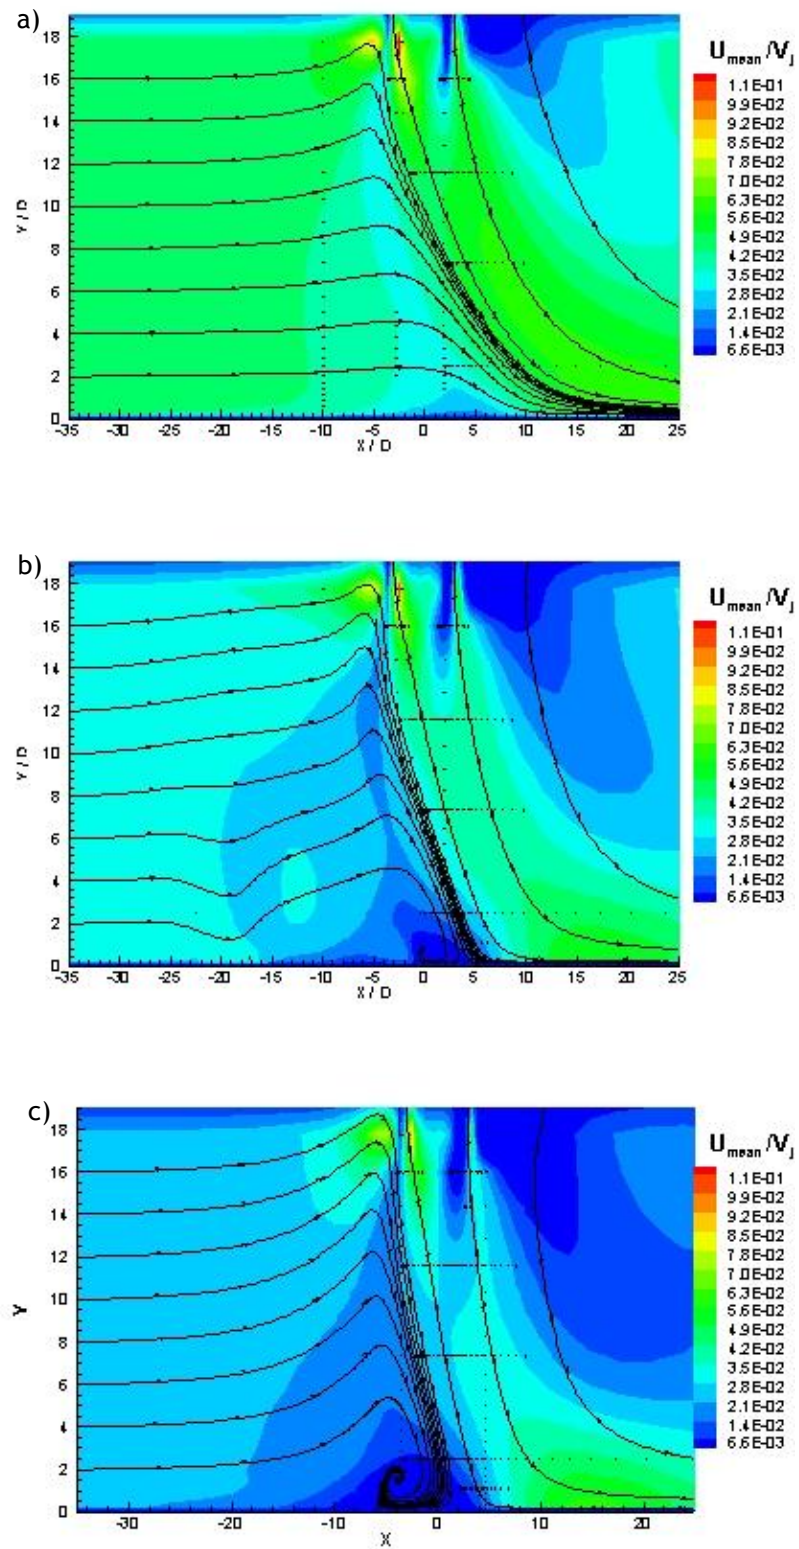 a)
18
16
14
12
10
8
6
4
2
0
Y / D
-35 -30 -25 -20 -15 -10 -5 0 5 10 15 20 25
X / D
Umean /Vj
1.1E-01
9.9E-02
9.2E-02
8.5E-02
7.8E-02
7.0E-02
6.3E-02
5.6E-02
4.9E-02
4.2E-02
3.5E-02
2.8E-02
2.1E-02
1.4E-02
6.6E-03
b)
18
16
14
12
10
8
6
4
2
0
Y / D
-35 -30 -25 -20 -15 -10 -5 0 5 10 15 20 25
X / D
Umean /Vj
1.1E-01
9.9E-02
9.2E-02
8.5E-02
7.8E-02
7.0E-02
6.3E-02
5.6E-02
4.9E-02
4.2E-02
3.5E-02
2.8E-02
2.1E-02
1.4E-02
6.6E-03
c)
18
16
14
12
10
8
6
4
2
0
Y
-30 -20 -10 0 10 20
X
Umean /Vj
1.1E-01
9.9E-02
9.2E-02
8.5E-02
7.8E-02
7.0E-02
6.3E-02
5.6E-02
4.9E-02
4.2E-02
3.5E-02
2.8E-02
2.1E-02
1.4E-02
6.6E-03